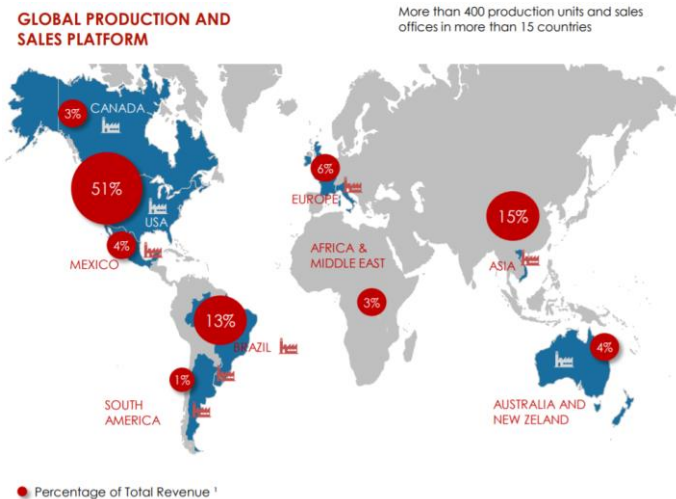 GLOBAL PRODUCTION AND
SALES PLATFORM
More than 400 production units and sales
offices in more than 15 countries
3%
CANADA
51%
USA
4%
MEXICO
6%
EUROPE
15%
ASIA
AFRICA &
MIDDLE EAST
3%
13%
BRAZIL
1%
SOUTH
AMERICA
4%
AUSTRALIA AND
NEW ZELAND
Percentage of Total Revenue ¹